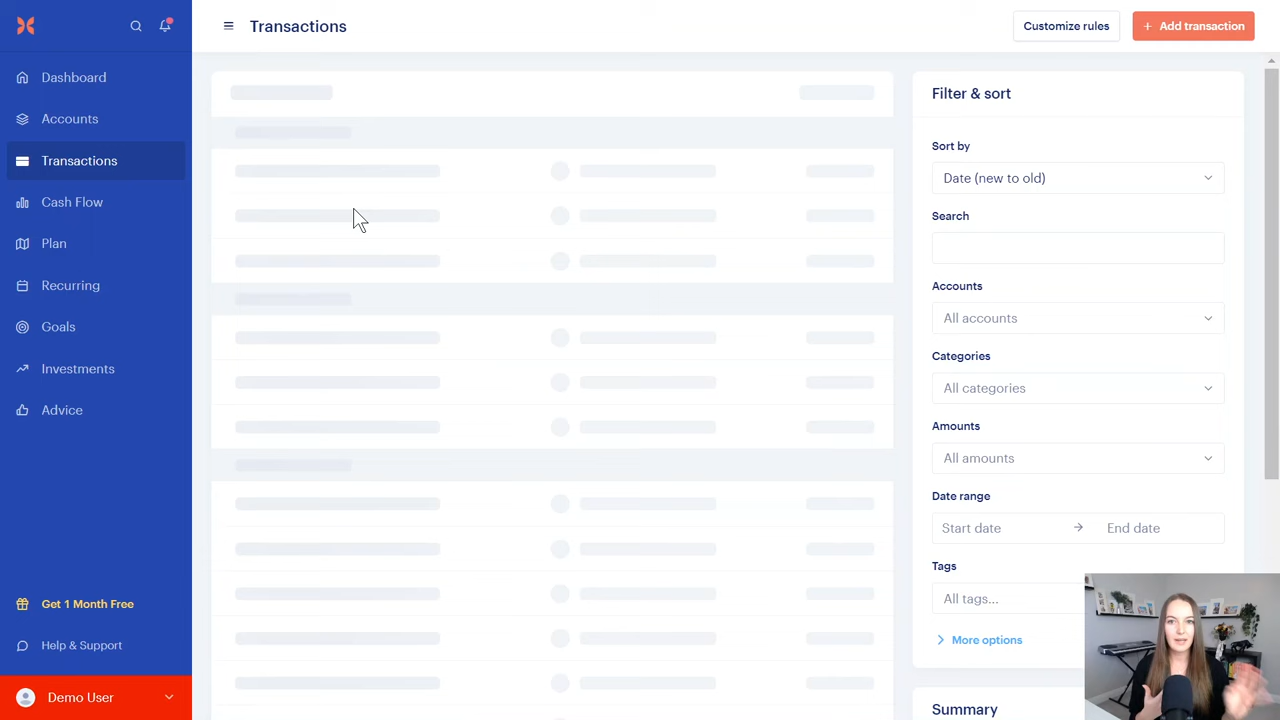 Transactions
Customize rules
+ Add transaction
Dashboard
Accounts
Transactions
Cash Flow
Plan
Recurring
Goals
Investments
Advice
Get 1 Month Free
Help & Support
Demo User
Filter & sort
Sort by
Date (new to old)
Search
Accounts
All accounts
Categories
All categories
Amounts
All amounts
Date range
Start date → End date
Tags
All tags...
More options
Summary